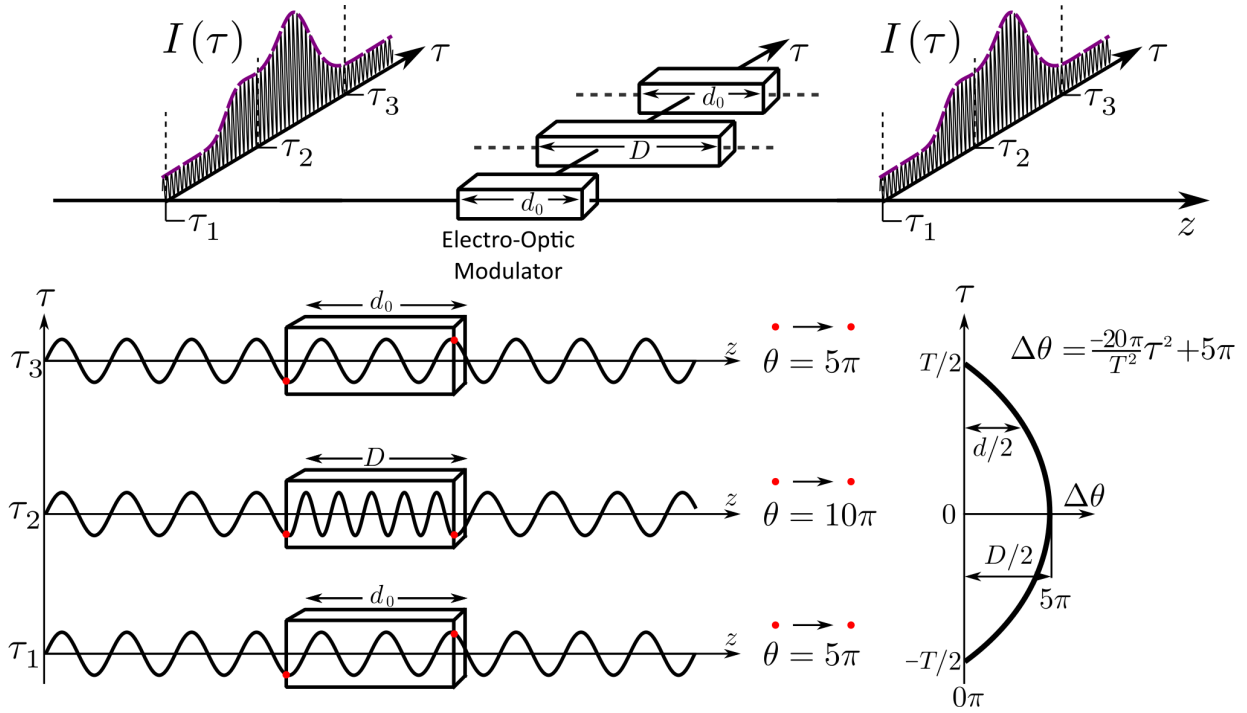 I(τ)
τ
τ₃
τ₂
τ₁
τ
d₀
D
d₀
Electro-Optic
Modulator
I(τ)
τ
τ₃
τ₂
τ₁
z
τ
τ₃
d₀
z
θ = 5π
τ₂
D
z
θ = 10π
τ₁
d₀
z
θ = 5π
τ
Δθ = -20π/T² τ² + 5π
T/2
d/2
0
Δθ
D/2
5π
-T/2
0π